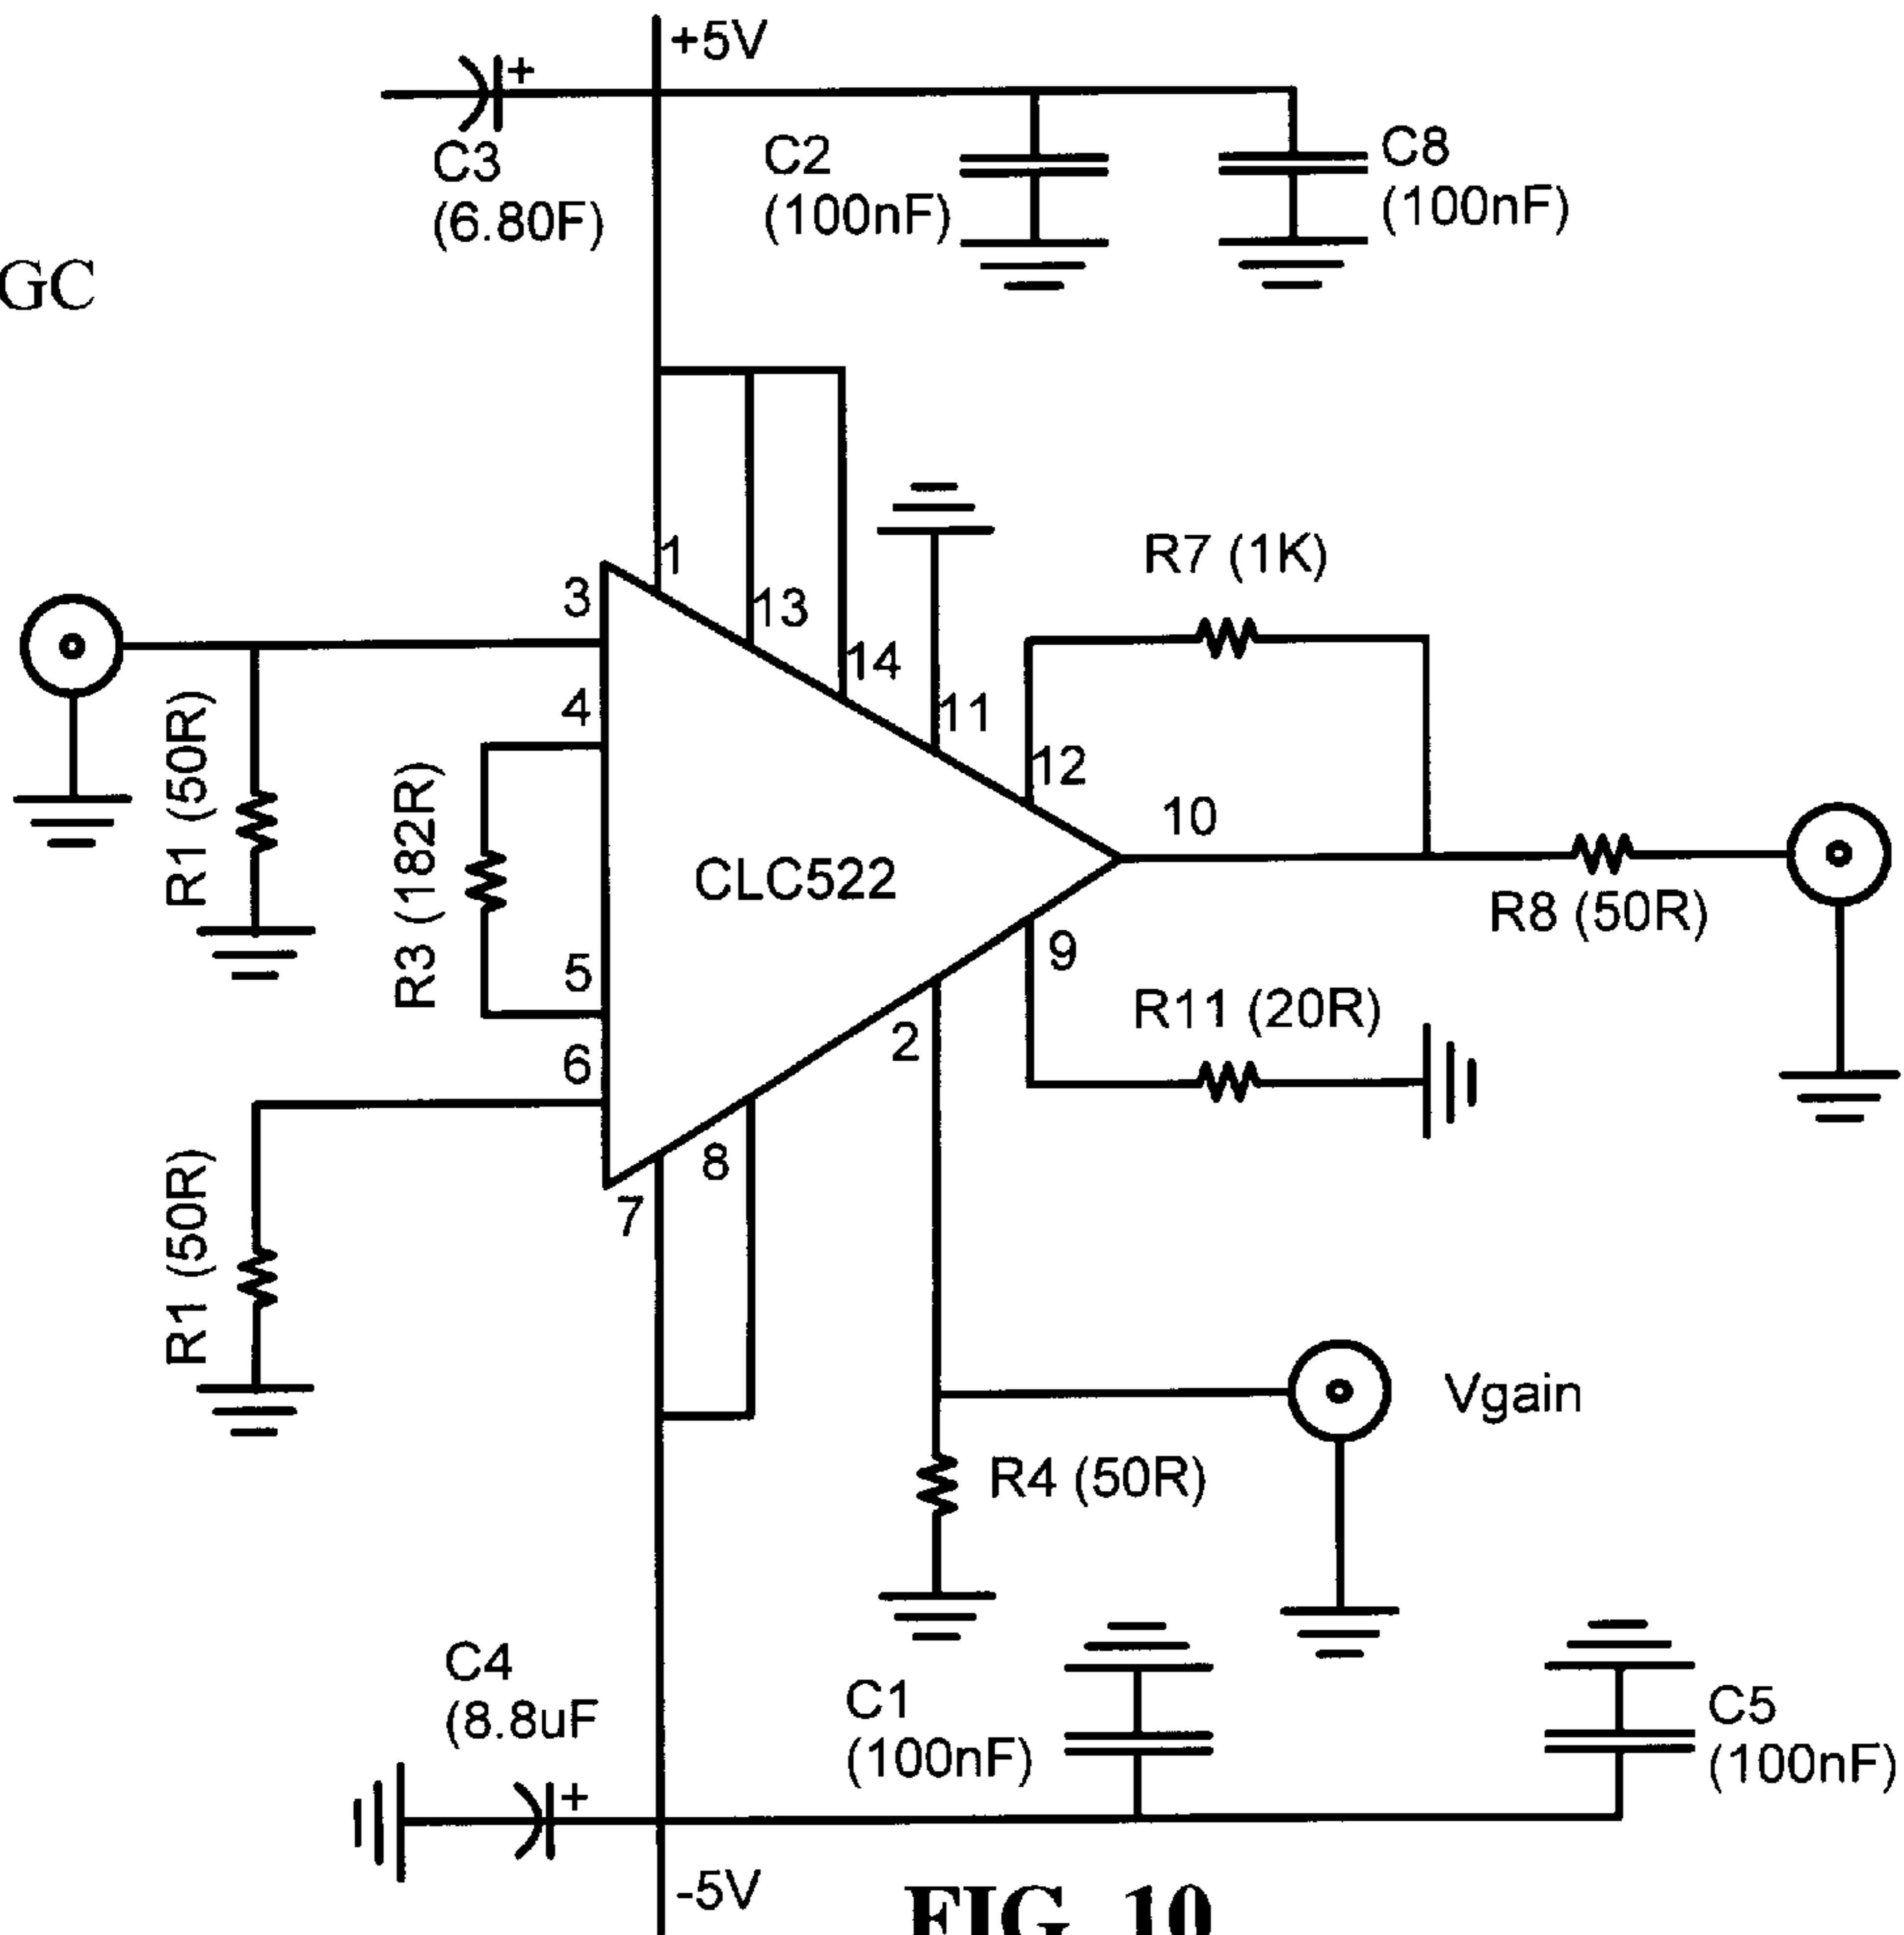 +5V
C3
(6.80F)
C2
(100nF)
C8
(100nF)
GC
1
3
13
R7 (1K)
14
4
11
12
R1 (50R)
R3 (182R)
10
CLC522
R8 (50R)
9
5
R11 (20R)
2
6
8
7
R1 (50R)
Vgain
R4 (50R)
C4
(8.8uF
C1
(100nF)
C5
(100nF)
-5V
FIG. 10